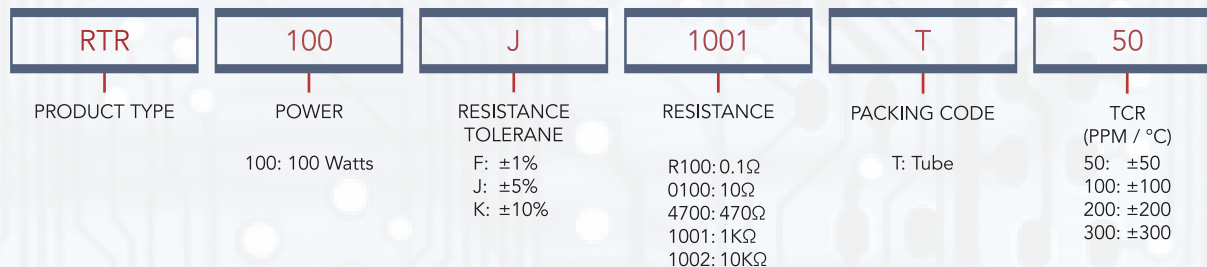 RTR 100 J 1001 T 50
PRODUCT TYPE
POWER
100: 100 Watts
RESISTANCE
TOLERANE
F: ±1%
J: ±5%
K: ±10%
RESISTANCE
R100: 0.1Ω
0100: 10Ω
4700: 470Ω
1001: 1KΩ
1002: 10KΩ
PACKING CODE
T: Tube
TCR
(PPM / °C)
50: ±50
100: ±100
200: ±200
300: ±300